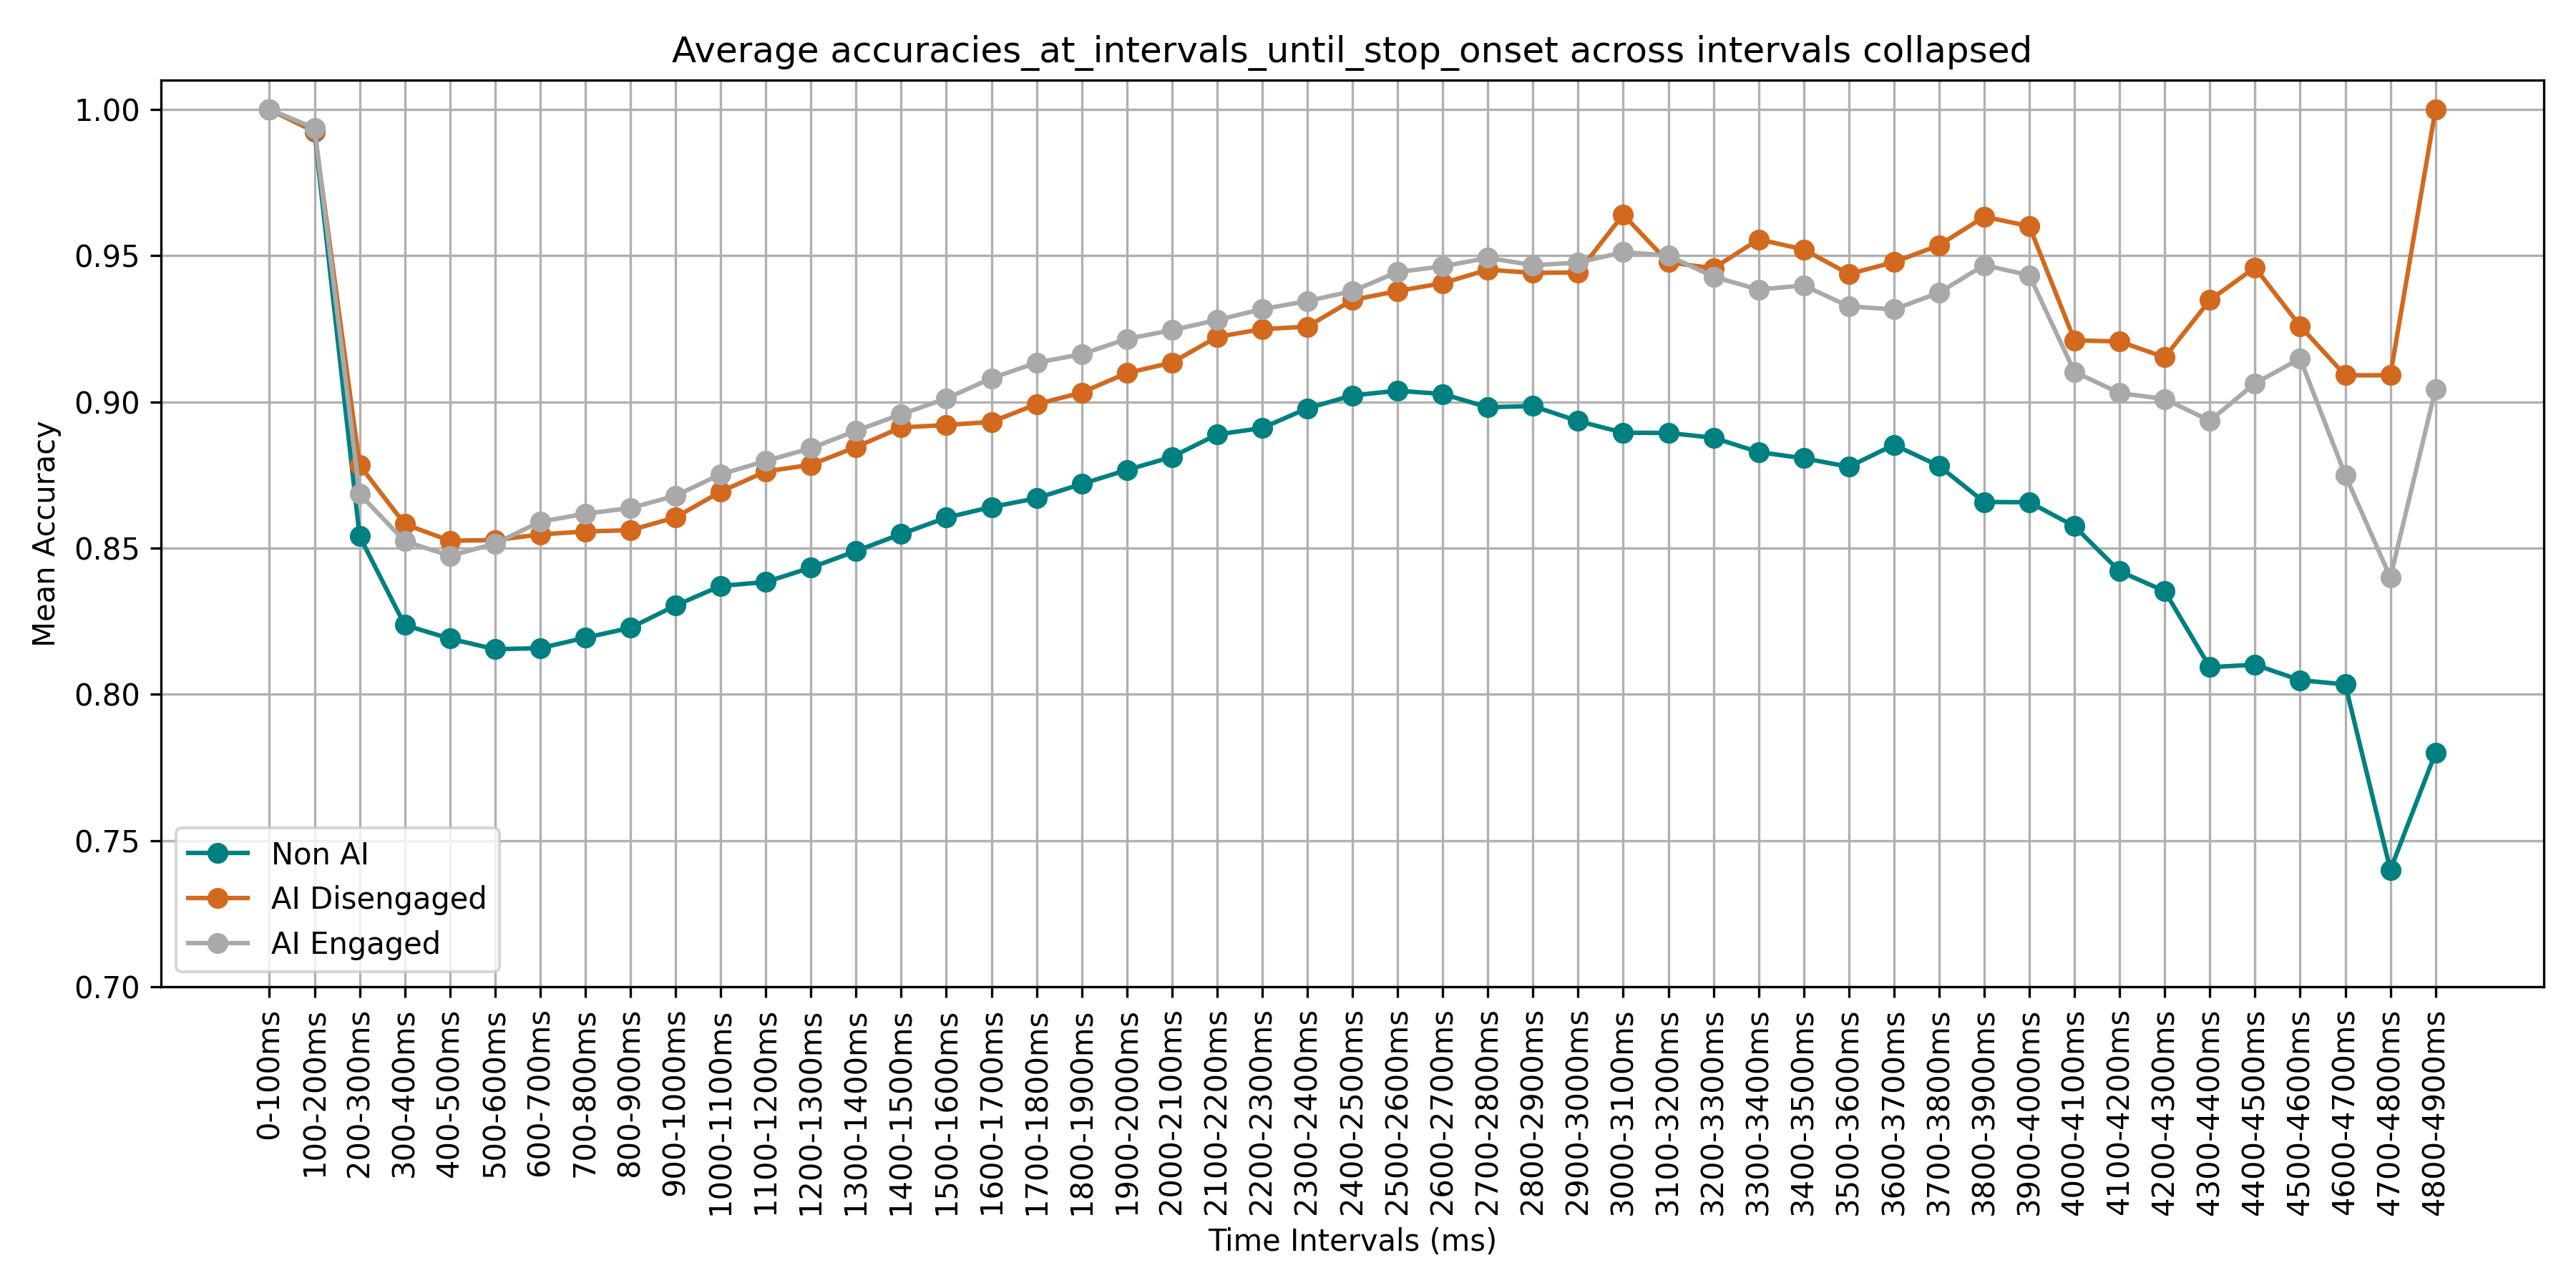 Average accuracies_at_intervals_until_stop_onset across intervals collapsed
Mean Accuracy
1.00
0.95
0.90
0.85
0.80
0.75
0.70
Non AI
AI Disengaged
AI Engaged
0-100ms
100-200ms
200-300ms
300-400ms
400-500ms
500-600ms
600-700ms
700-800ms
800-900ms
900-1000ms
1000-1100ms
1100-1200ms
1200-1300ms
1300-1400ms
1400-1500ms
1500-1600ms
1600-1700ms
1700-1800ms
1800-1900ms
1900-2000ms
2000-2100ms
2100-2200ms
2200-2300ms
2300-2400ms
2400-2500ms
2500-2600ms
2600-2700ms
2700-2800ms
2800-2900ms
2900-3000ms
3000-3100ms
3100-3200ms
3200-3300ms
3300-3400ms
3400-3500ms
3500-3600ms
3600-3700ms
3700-3800ms
3800-3900ms
3900-4000ms
4000-4100ms
4100-4200ms
4200-4300ms
4300-4400ms
4400-4500ms
4500-4600ms
4600-4700ms
4700-4800ms
4800-4900ms
Time Intervals (ms)